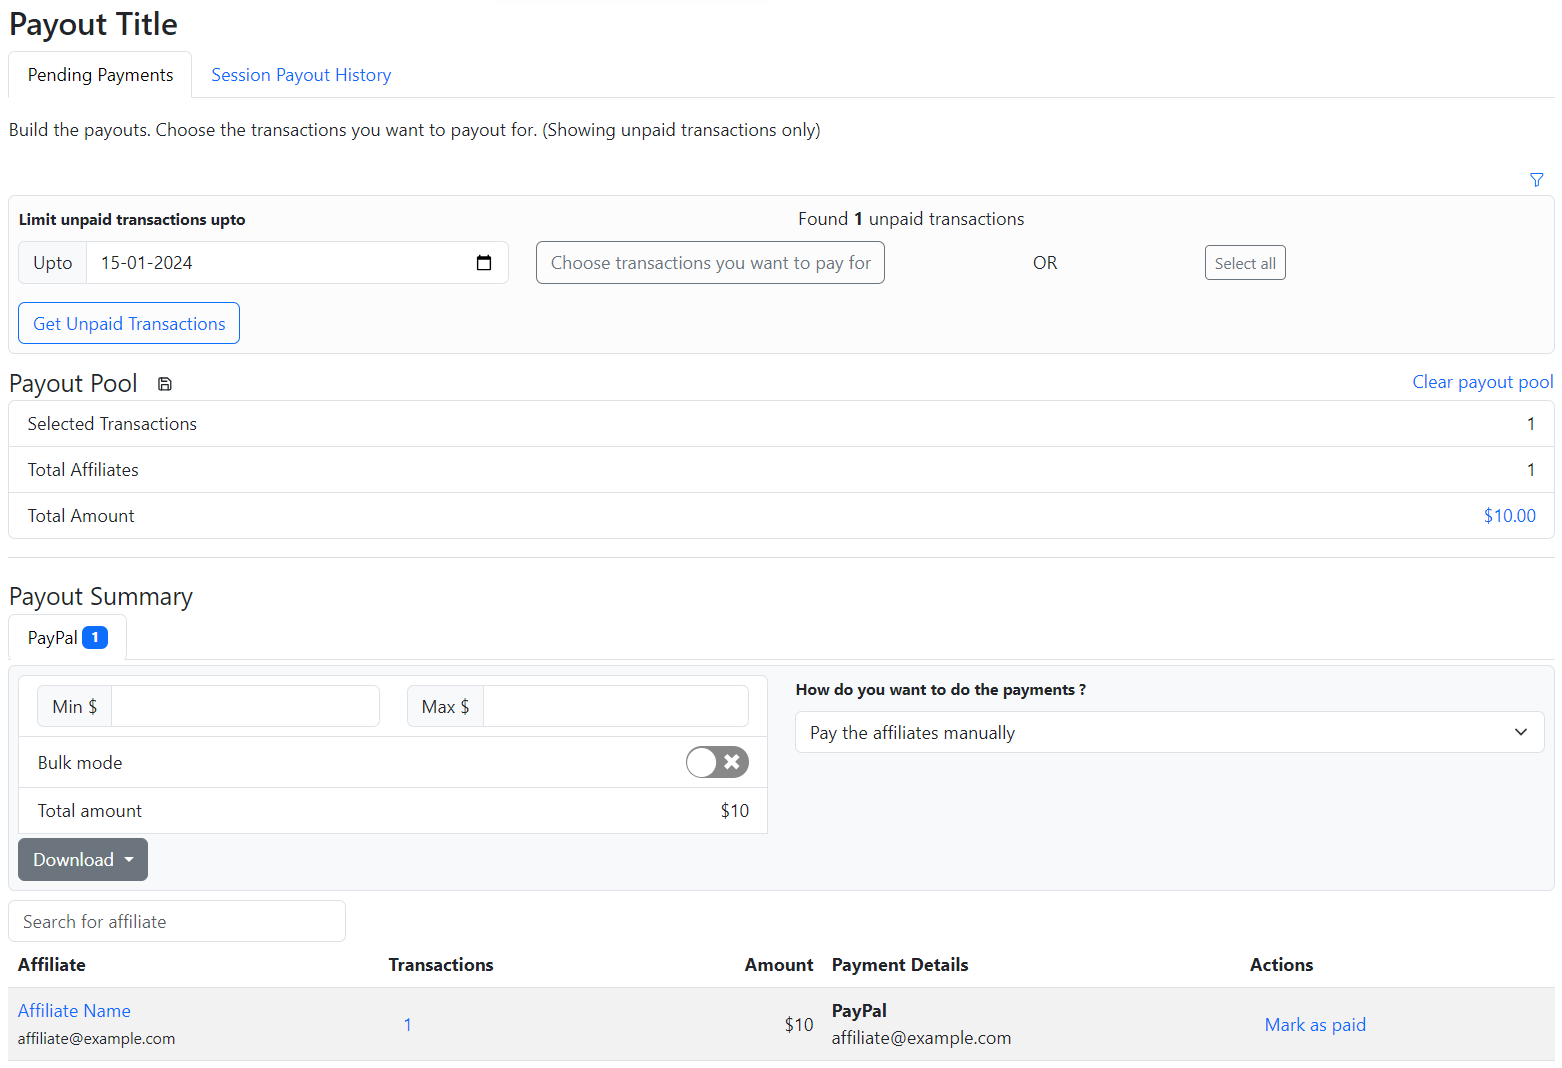 Payout Title
Pending Payments Session Payout History
Build the payouts. Choose the transactions you want to payout for. (Showing unpaid transactions only)
Limit unpaid transactions upto Found 1 unpaid transactions
Upto 15-01-2024 Choose transactions you want to pay for OR Select all
Get Unpaid Transactions
Payout Pool Clear payout pool
Selected Transactions 1
Total Affiliates 1
Total Amount $10.00
Payout Summary
PayPal 1
Min $ Max $ How do you want to do the payments ?
Pay the affiliates manually
Bulk mode
Total amount $10
Download
Search for affiliate
Affiliate Transactions Amount Payment Details Actions
Affiliate Name 1 $10 PayPal Mark as paid
affiliate@example.com affiliate@example.com